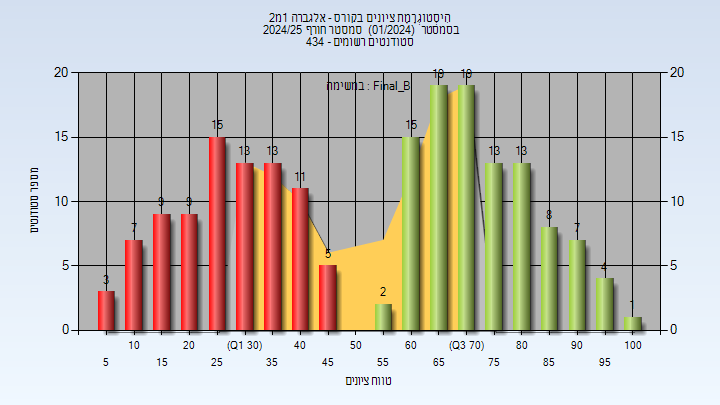 היסטוגרמת ציונים בקורס - אלגברה 1מ2
בסמסטר (01/2024) סמסטר חורף 2024/25
סטודנטים רשומים - 434
במשימה : Final_B
מספר סטודנטים
20 15 10 5 0
20 15 10 5 0
3 7 9 9 15 13 13 11 5 2 15 19 19 13 13 8 7 4 1
10 20 (Q1 30) 40 50 60 (Q3 70) 80 90 100
5 15 25 35 45 55 65 75 85 95
טווח ציונים